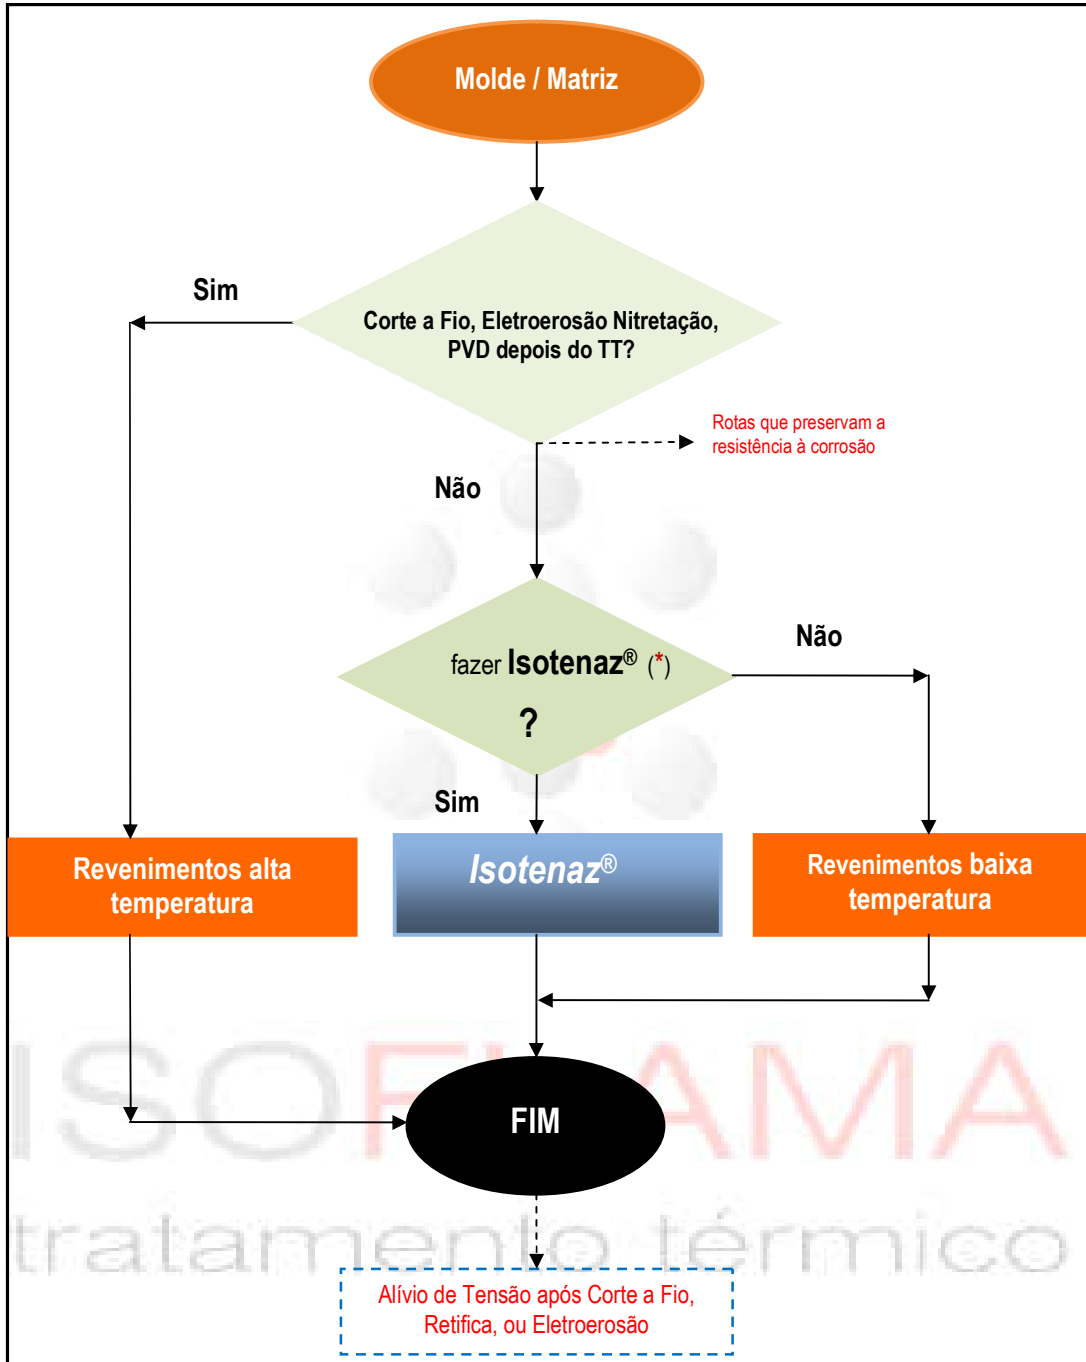 Molde / Matriz
Sim
Corte a Fio, Eletroerosão Nitretação,
PVD depois do TT?
Rotas que preservam a
resistência à corrosão
Não
fazer Isotenaz® (*)
?
Não
Sim
Revenimentos alta
temperatura
Isotenaz®
Revenimentos baixa
temperatura
ISOFLAMA
FIM
tratamento térmico
Alívio de Tensão após Corte a Fio,
Retifica, ou Eletroerosão